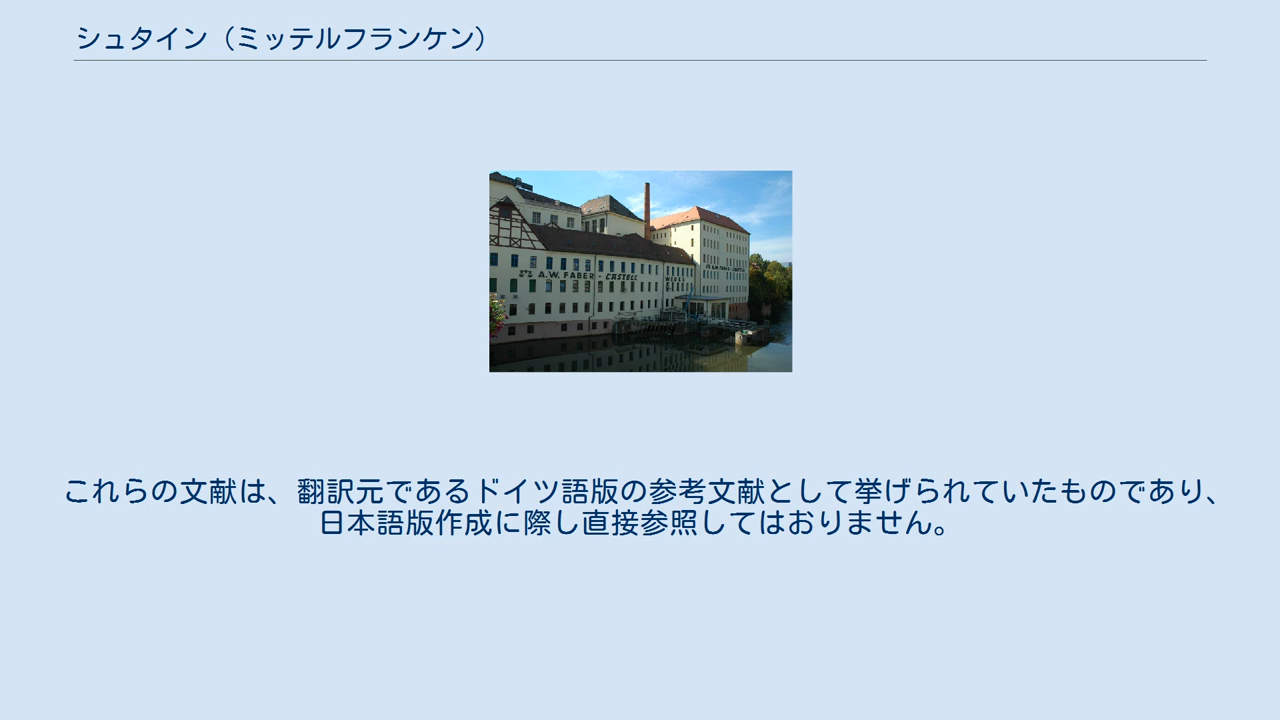 シュタイン（ミッテルフランケン）
A.W. FABER - CASTELL
これらの文献は、翻訳元であるドイツ語版の参考文献として挙げられていたものであり、
日本語版作成に際し直接参照してはおりません。